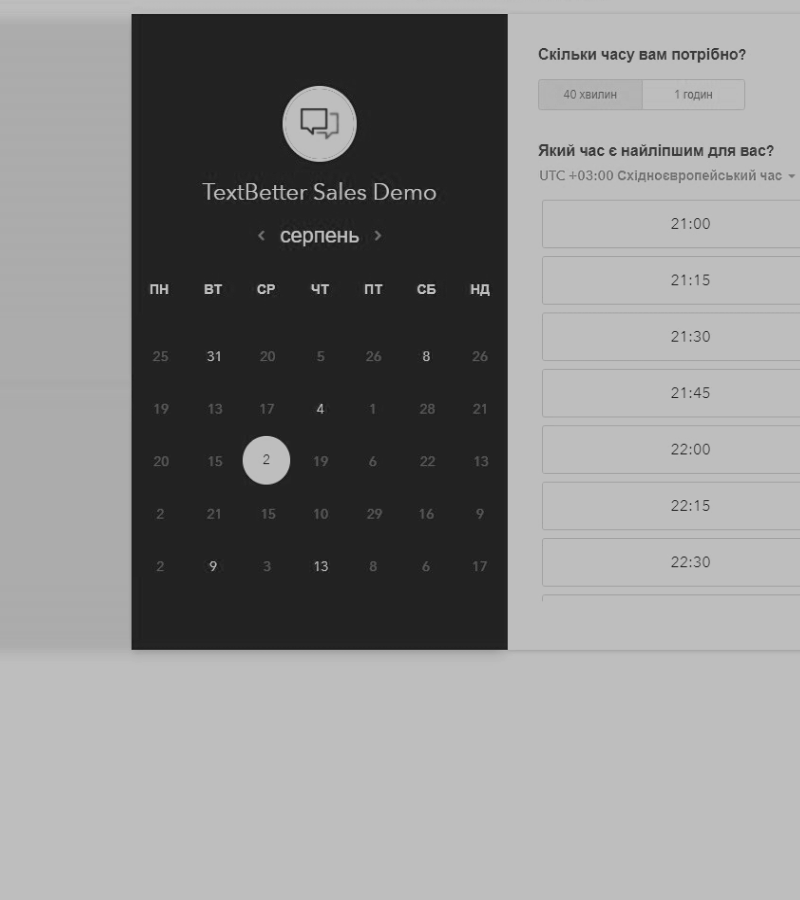 TextBetter Sales Demo
серпень
ПН ВТ СР ЧТ ПТ СБ НД
25 31 20 5 26 8 26
19 13 17 4 1 28 21
20 15 2 19 6 22 13
2 21 15 10 29 16 9
2 9 3 13 8 6 17
Скільки часу вам потрібно?
40 хвилин 1 годин
Який час є найліпшим для вас?
UTC +03:00 Східноєвропейський час
21:00
21:15
21:30
21:45
22:00
22:15
22:30